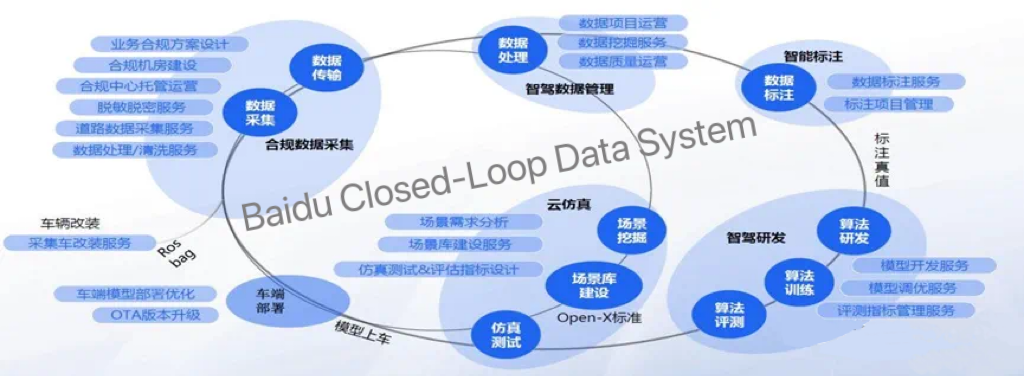 业务合规方案设计
合规机房建设
合规中心托管运营
脱敏脱密服务
道路数据采集服务
数据处理/清洗服务
数据
传输
数据
采集
合规数据采集
数据
处理
数据项目运营
数据挖掘服务
数据质量运营
智驾数据管理
智能标注
数据
标注
数据标注服务
标注项目管理
标注真值
Baidu Closed-Loop Data System
车辆改装
采集车改装服务
Ros
bag
云仿真
场景需求分析
场景库建设服务
仿真测试&评估指标设计
场景
挖掘
场景库
建设
Open-X标准
仿真
测试
智驾研发
算法
研发
算法
训练
算法
评测
模型开发服务
模型调优服务
评测指标管理服务
车端
部署
车端模型部署优化
OTA版本升级
模型上车